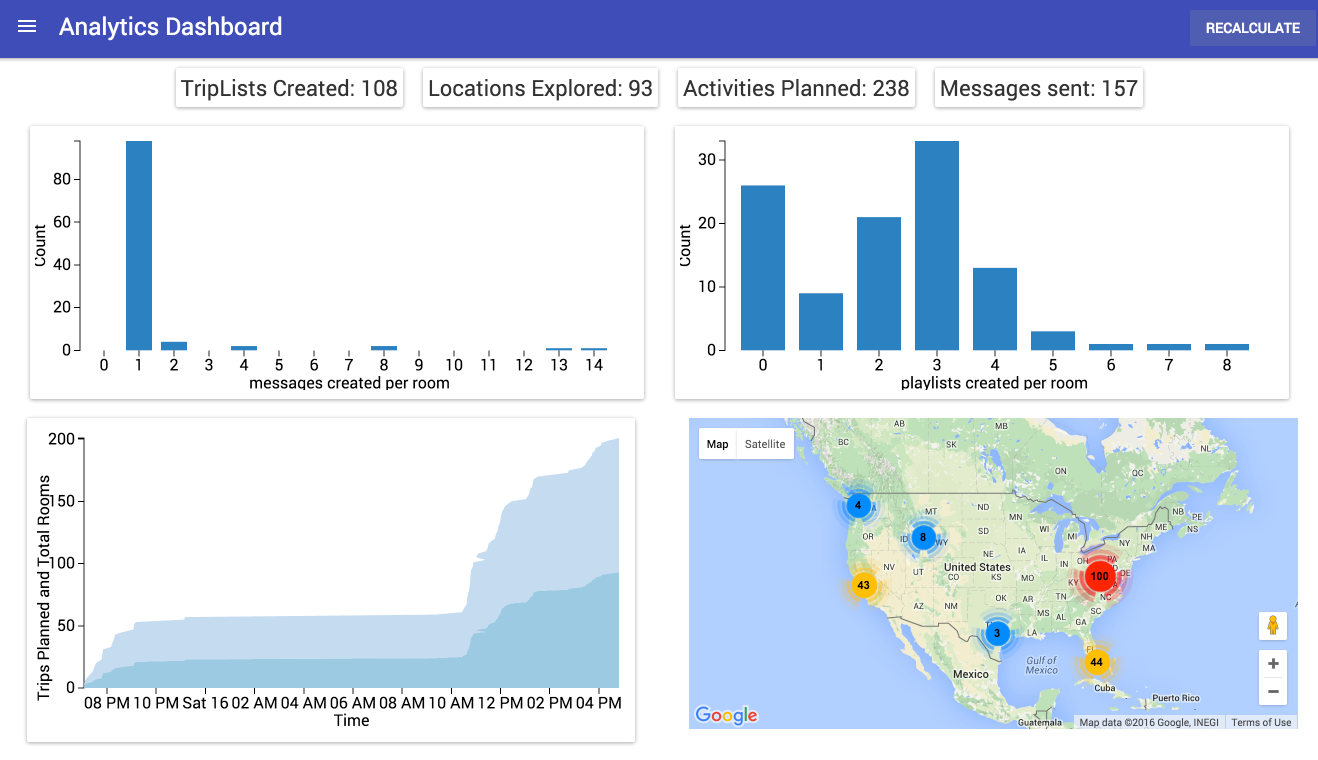 Analytics Dashboard
RECALCULATE
TripLists Created: 108
Locations Explored: 93
Activities Planned: 238
Messages sent: 157
80
60
40
20
0
Count
0 1 2 3 4 5 6 7 8 9 10 11 12 13 14
messages created per room
30
20
10
0
Count
0 1 2 3 4 5 6 7 8
playlists created per room
200
150
100
50
0
Trips Planned and Total Rooms
08 PM 10 PM Sat 16 02 AM 04 AM 06 AM 08 AM 10 AM 12 PM 02 PM 04 PM
Time
Map Satellite
AB
MB
BC
SK
NL
ON
QC
4
MT
ND
MN
NB
PE
NS
OR
ID
8
WY
SD
WI
MI
ME
NY
NH
MA
43
NV
UT
United States
NE
IA
IL
IN
OH
PA
100
DE
CO
KS
MO
KY
NC
AZ
NM
OK
AR
TN
SC
MS
AL
GA
3
LA
44
Gulf of
Mexico
Mexico
Cuba
Puerto Rico
Guatemala
Google
Map data ©2016 Google, INEGI
Terms of Use